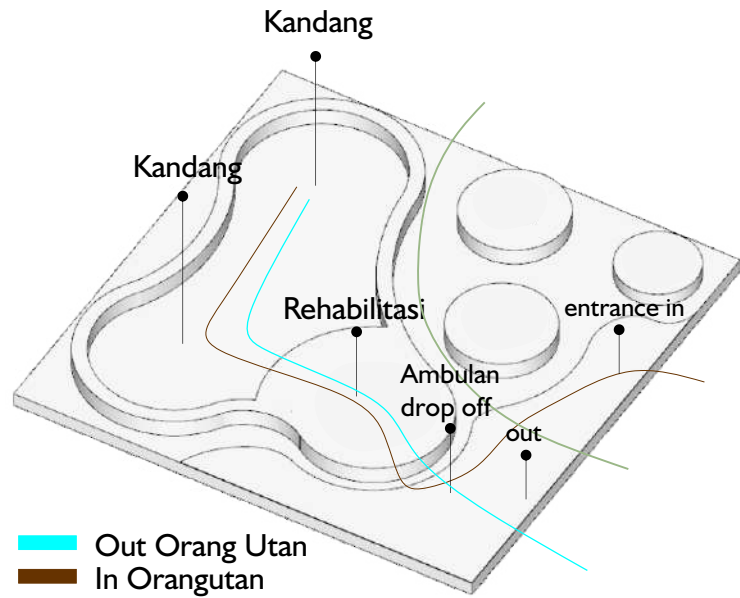 Kandang
Kandang
Rehabilitasi
entrance in
Ambulan
drop off
out
Out Orang Utan
In Orangutan